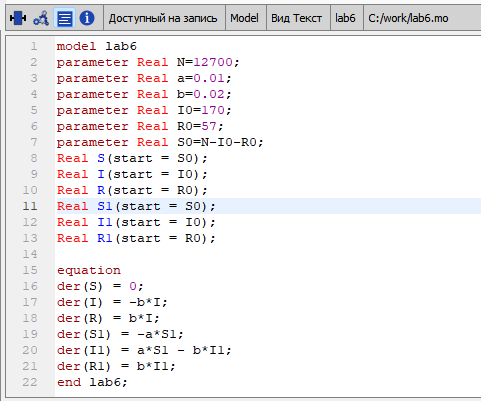 Доступный на запись Model Вид Текст lab6 C:/work/lab6.mo
1 model lab6
2 parameter Real N=12700;
3 parameter Real a=0.01;
4 parameter Real b=0.02;
5 parameter Real I0=170;
6 parameter Real R0=57;
7 parameter Real S0=N-I0-R0;
8 Real S(start = S0);
9 Real I(start = I0);
10 Real R(start = R0);
11 Real S1(start = S0);
12 Real I1(start = I0);
13 Real R1(start = R0);
14
15 equation
16 der(S) = 0;
17 der(I) = -b*I;
18 der(R) = b*I;
19 der(S1) = -a*S1;
20 der(I1) = a*S1 - b*I1;
21 der(R1) = b*I1;
22 end lab6;